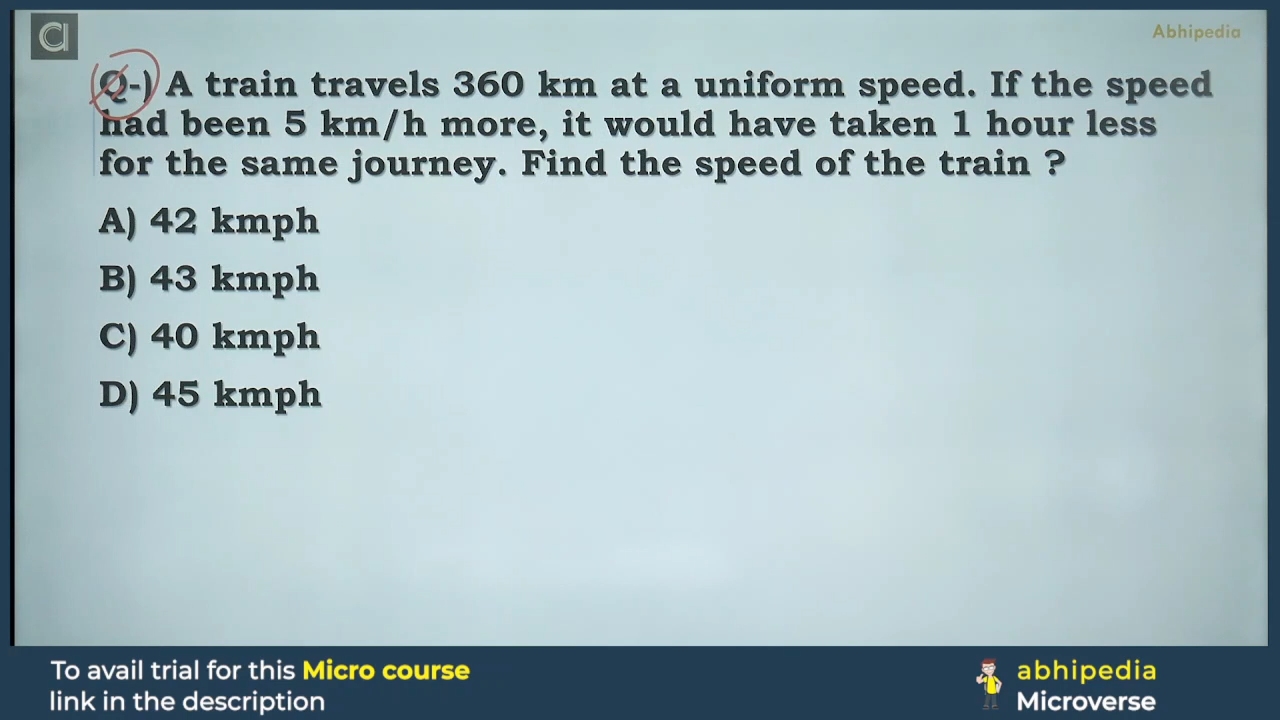 Abhipedia
Q-) A train travels 360 km at a uniform speed. If the speed
had been 5 km/h more, it would have taken 1 hour less
for the same journey. Find the speed of the train ?
A) 42 kmph
B) 43 kmph
C) 40 kmph
D) 45 kmph
To avail trial for this Micro course
link in the description
abhipedia
Microverse